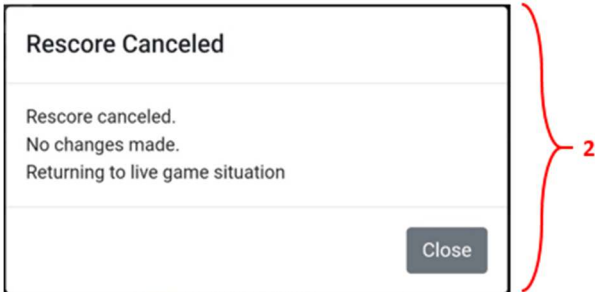 Rescore Canceled
Rescore canceled.
No changes made.
Returning to live game situation
2
Close